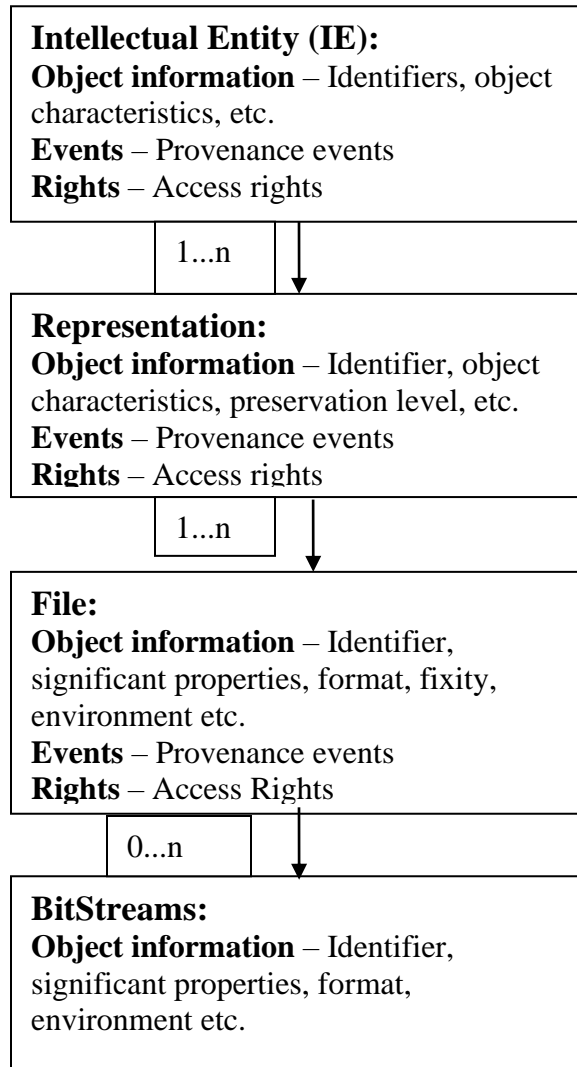 Intellectual Entity (IE):
Object information – Identifiers, object
characteristics, etc.
Events – Provenance events
Rights – Access rights
1...n
Representation:
Object information – Identifier, object
characteristics, preservation level, etc.
Events – Provenance events
Rights – Access rights
1...n
File:
Object information – Identifier,
significant properties, format, fixity,
environment etc.
Events – Provenance events
Rights – Access Rights
0...n
BitStreams:
Object information – Identifier,
significant properties, format,
environment etc.